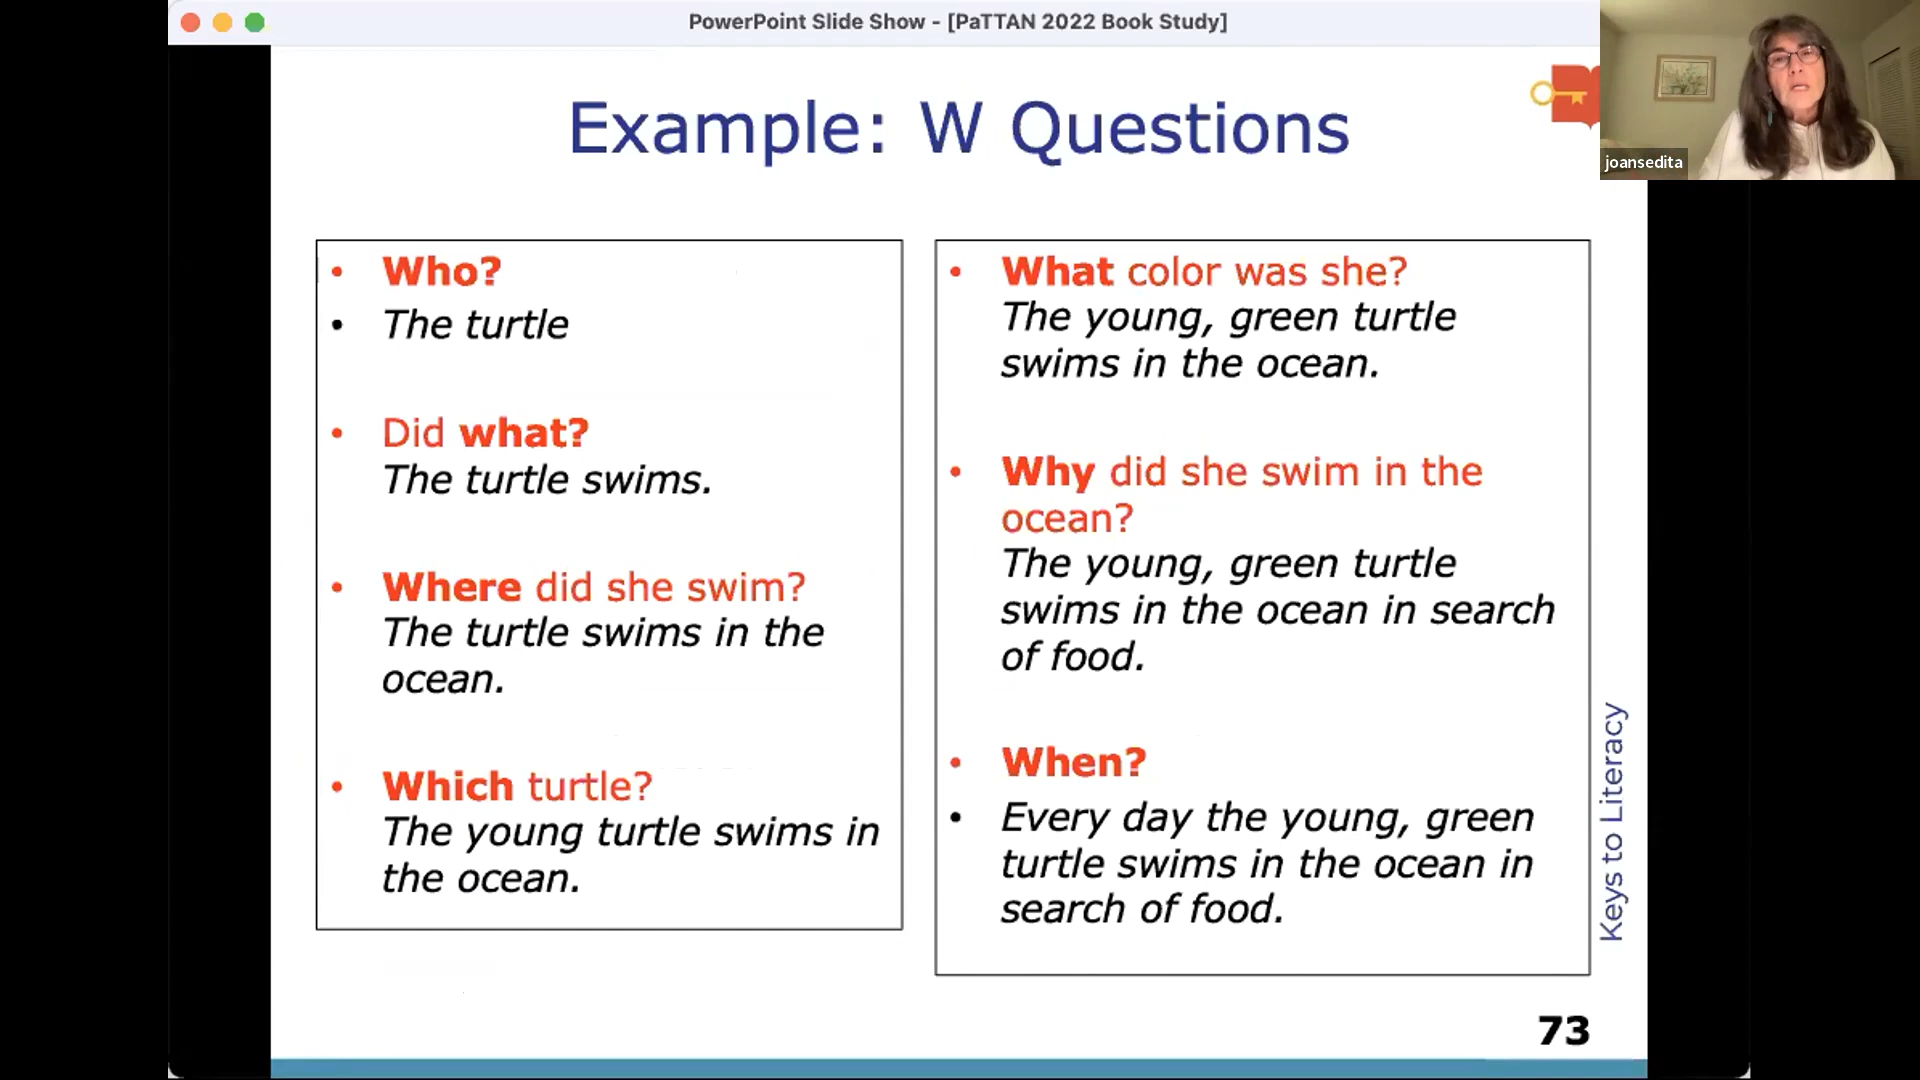 PowerPoint Slide Show - [PaTTAN 2022 Book Study]
joansedita
Example: W Questions
• Who?
• The turtle
• Did what?
The turtle swims.
• Where did she swim?
The turtle swims in the
ocean.
• Which turtle?
The young turtle swims in
the ocean.
• What color was she?
The young, green turtle
swims in the ocean.
• Why did she swim in the
ocean?
The young, green turtle
swims in the ocean in search
of food.
• When?
• Every day the young, green
turtle swims in the ocean in
search of food.
Keys to Literacy
73